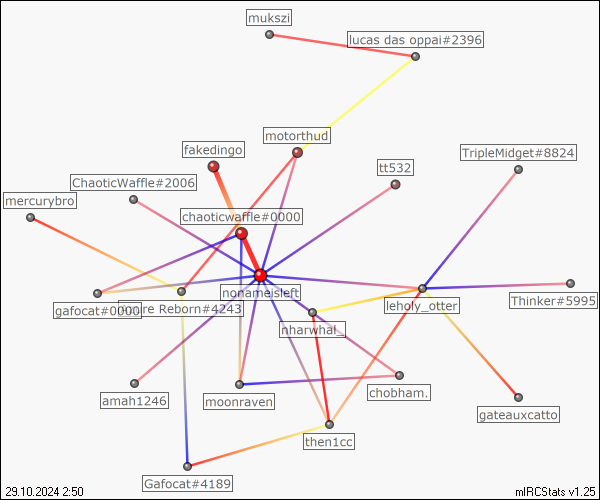 mukszi
lucas das oppai#2396
motorthud
fakedingo
TripleMidget#8824
tt532
ChaoticWaffle#2006
mercurybro
chaoticwaffle#0000
nonameisleft
gafocat#0000
Reborn#4243
leholy_otter
Thinker#5995
nharwhal_
amah1246
moonraven
chobham.
gateauxcatto
then1cc
Gafocat#4189
29.10.2024 2:50
mIRCStats v1.25